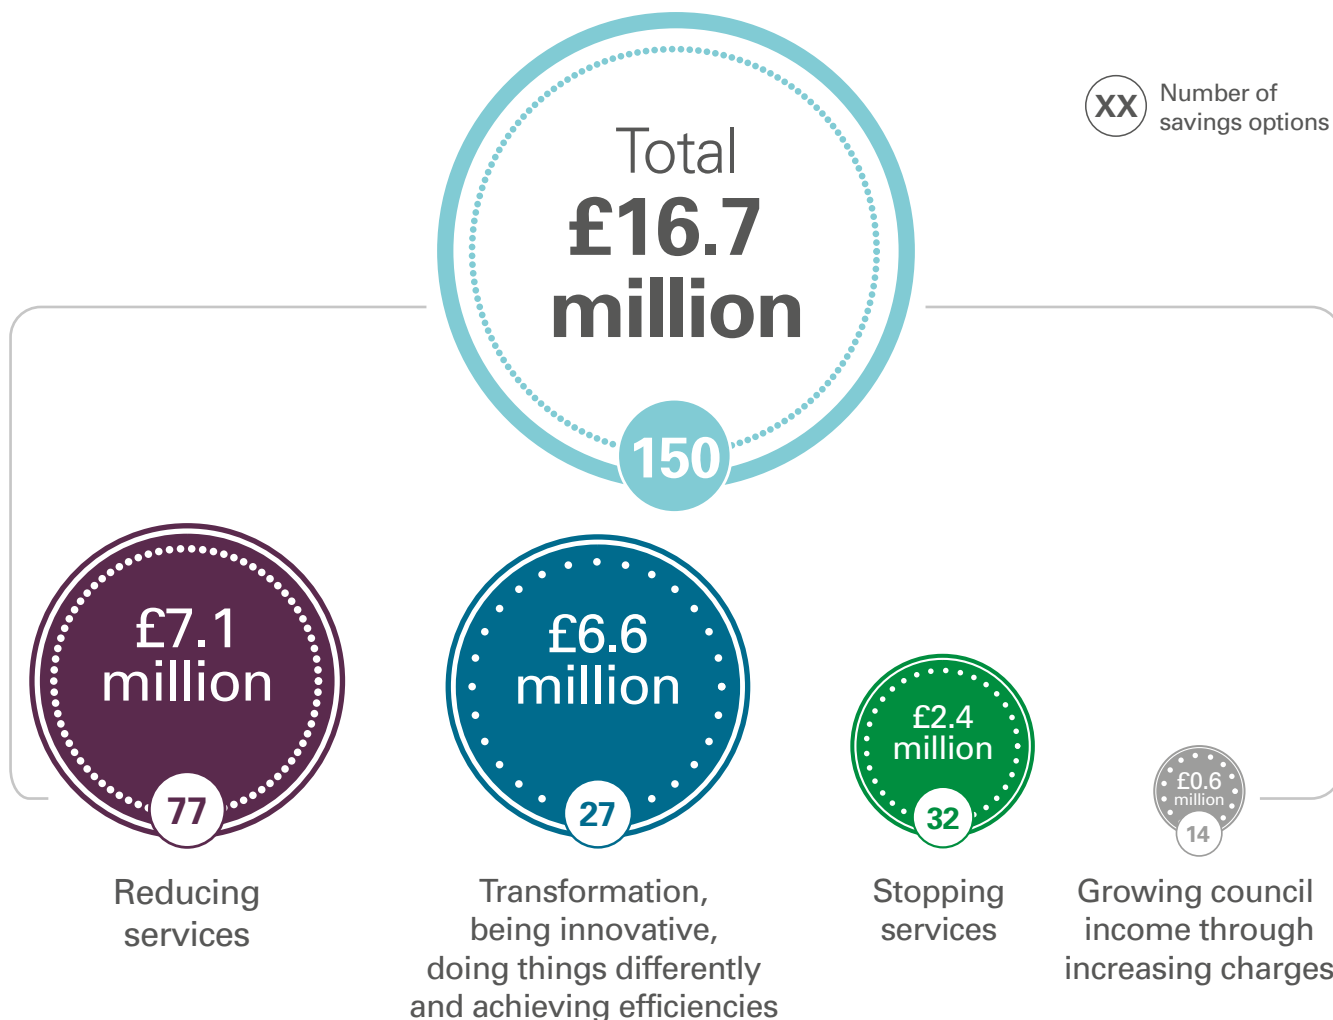 Total
£16.7
million
150
XX
Number of
savings options
£7.1
million
77
Reducing
services
£6.6
million
27
Transformation,
being innovative,
doing things differently
and achieving efficiencies
£2.4
million
32
Stopping
services
£0.6
million
14
Growing council
income through
increasing charges